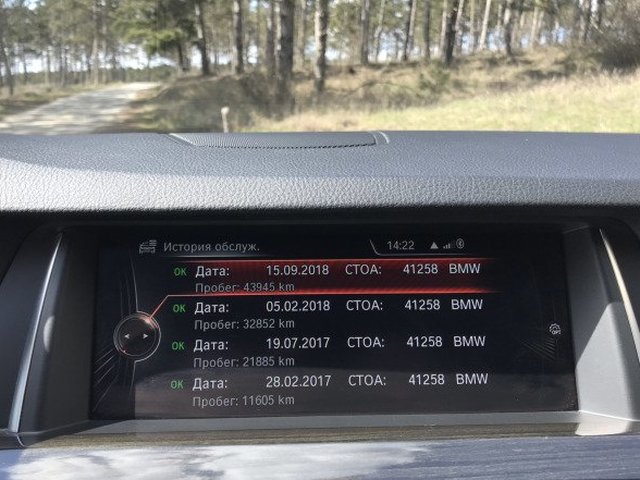 История обслуж. 14:22
OK Дата: 15.09.2018 СТОА: 41258 BMW
Пробег: 43945 km
OK Дата: 05.02.2018 СТОА: 41258 BMW
Пробег: 32852 km
OK Дата: 19.07.2017 СТОА: 41258 BMW
Пробег: 21885 km
OK Дата: 28.02.2017 СТОА: 41258 BMW
Пробег: 11605 km